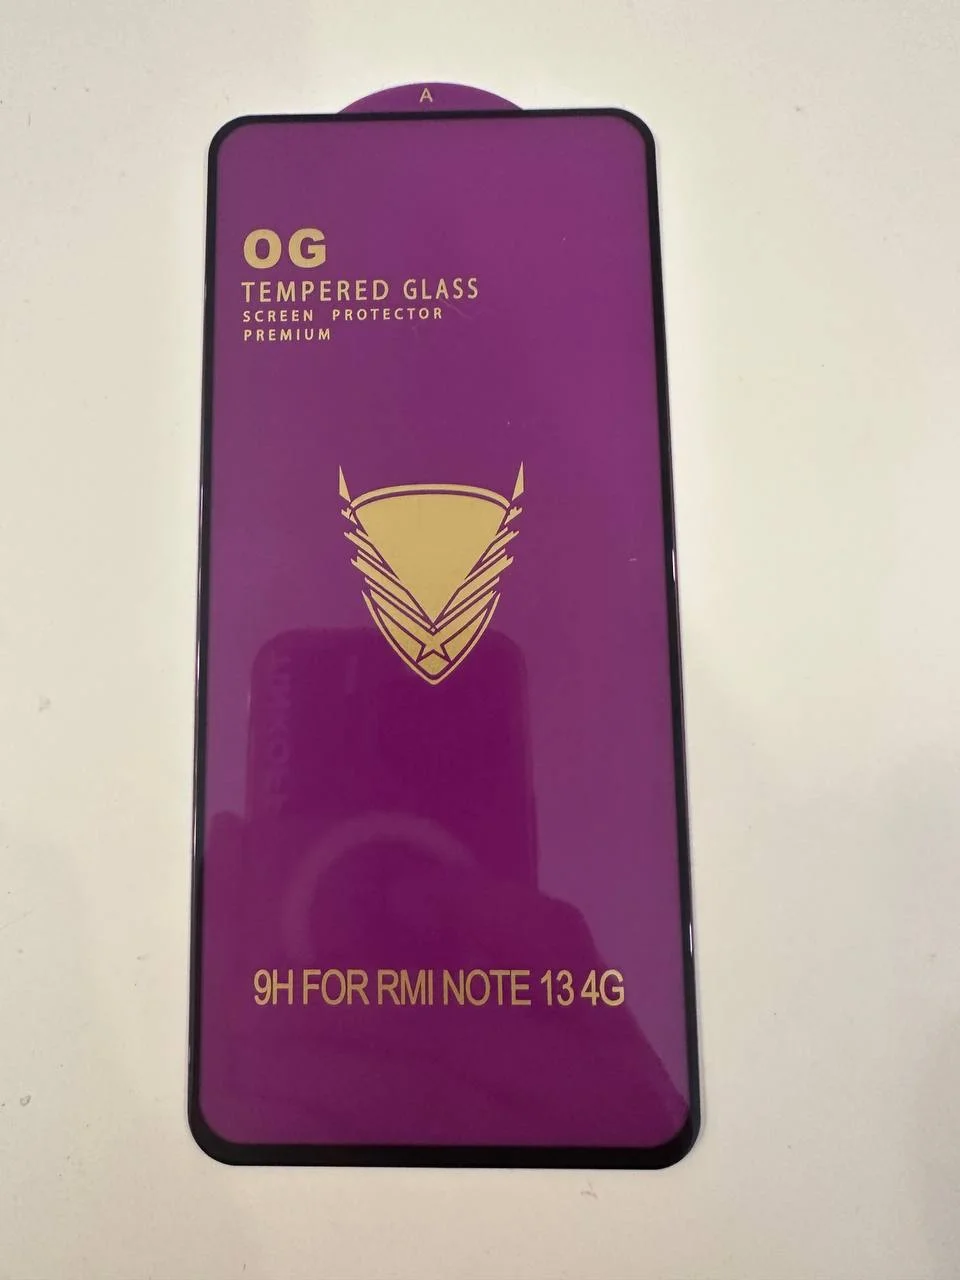 A
OG
TEMPERED GLASS
SCREEN PROTECTOR
PREMIUM
9H FOR RMI NOTE 13 4G